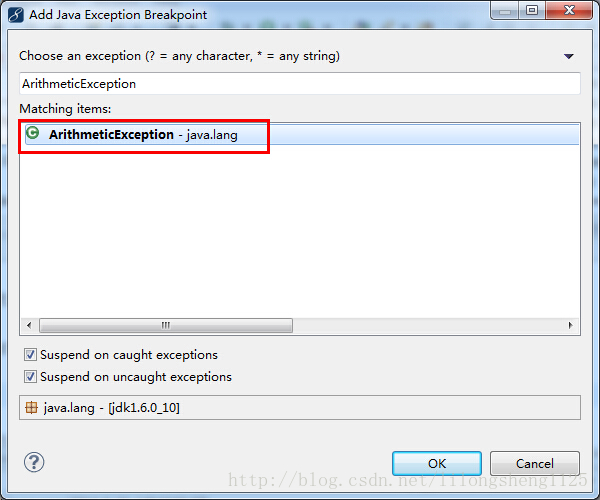 Add Java Exception Breakpoint
Choose an exception (? = any character, * = any string)
ArithmeticException
Matching items:
ArithmeticException - java.lang
Suspend on caught exceptions
Suspend on uncaught exceptions
java.lang - [jdk1.6.0_10]
OK
Cancel
http://blog.csdn.net/lilongsheng1125